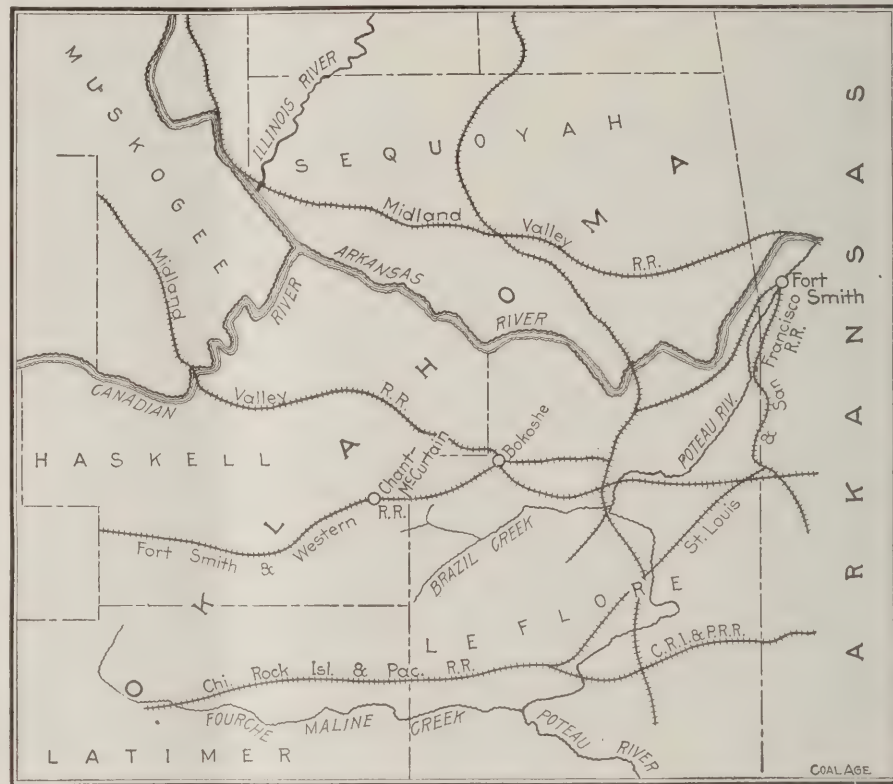 MUSKOGEE
ILLINOIS RIVER
SEQUOYAH
OKLAHOMA
ARKANSAS
Midland
Valley
R.R.
Midland
ARKANSAS
RIVER
RIVER
Fort
Smith
CANADIAN
Valley
R.R.
St. Louis
& San Francisco
R.R.
POTEAU RIV.
HASKELL
Bokoshe
Chant-
McCurtain
Fort Smith & Western
R.R.
BRAZIL CREEK
LEFLORE
Chi. Rock Isl. & Pac. R.R.
C.R.I.&P.R.R.
FOURCHE MALINE CREEK
POTEAU RIVER
LATIMER
COAL AGE